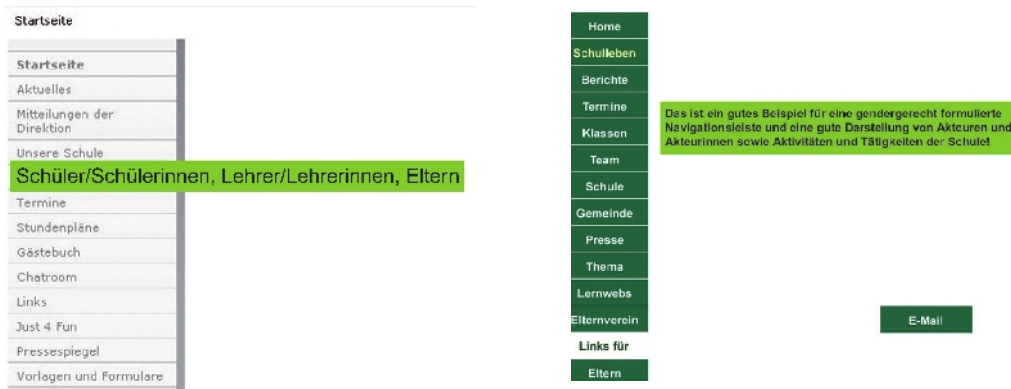 Startseite
Startseite
Aktuelles
Mitteilungen der
Direktion
Unsere Schule
Schüler/Schülerinnen, Lehrer/Lehrerinnen, Eltern
Termine
Stundenpläne
Gästebuch
Chatroom
Links
Just 4 Fun
Pressespiegel
Vorlagen und Formulare
Home
Schulleben
Berichte
Termine
Klassen
Team
Schule
Gemeinde
Presse
Thema
Lernwebs
Elternverein
Links für
Eltern
Das ist ein gutes Beispiel für eine gendergerecht formulierte
Navigationsleiste und eine gute Darstellung von Akteuren und
Akteurinnen sowie Aktivitäten und Tätigkeiten der Schule!
E-Mail